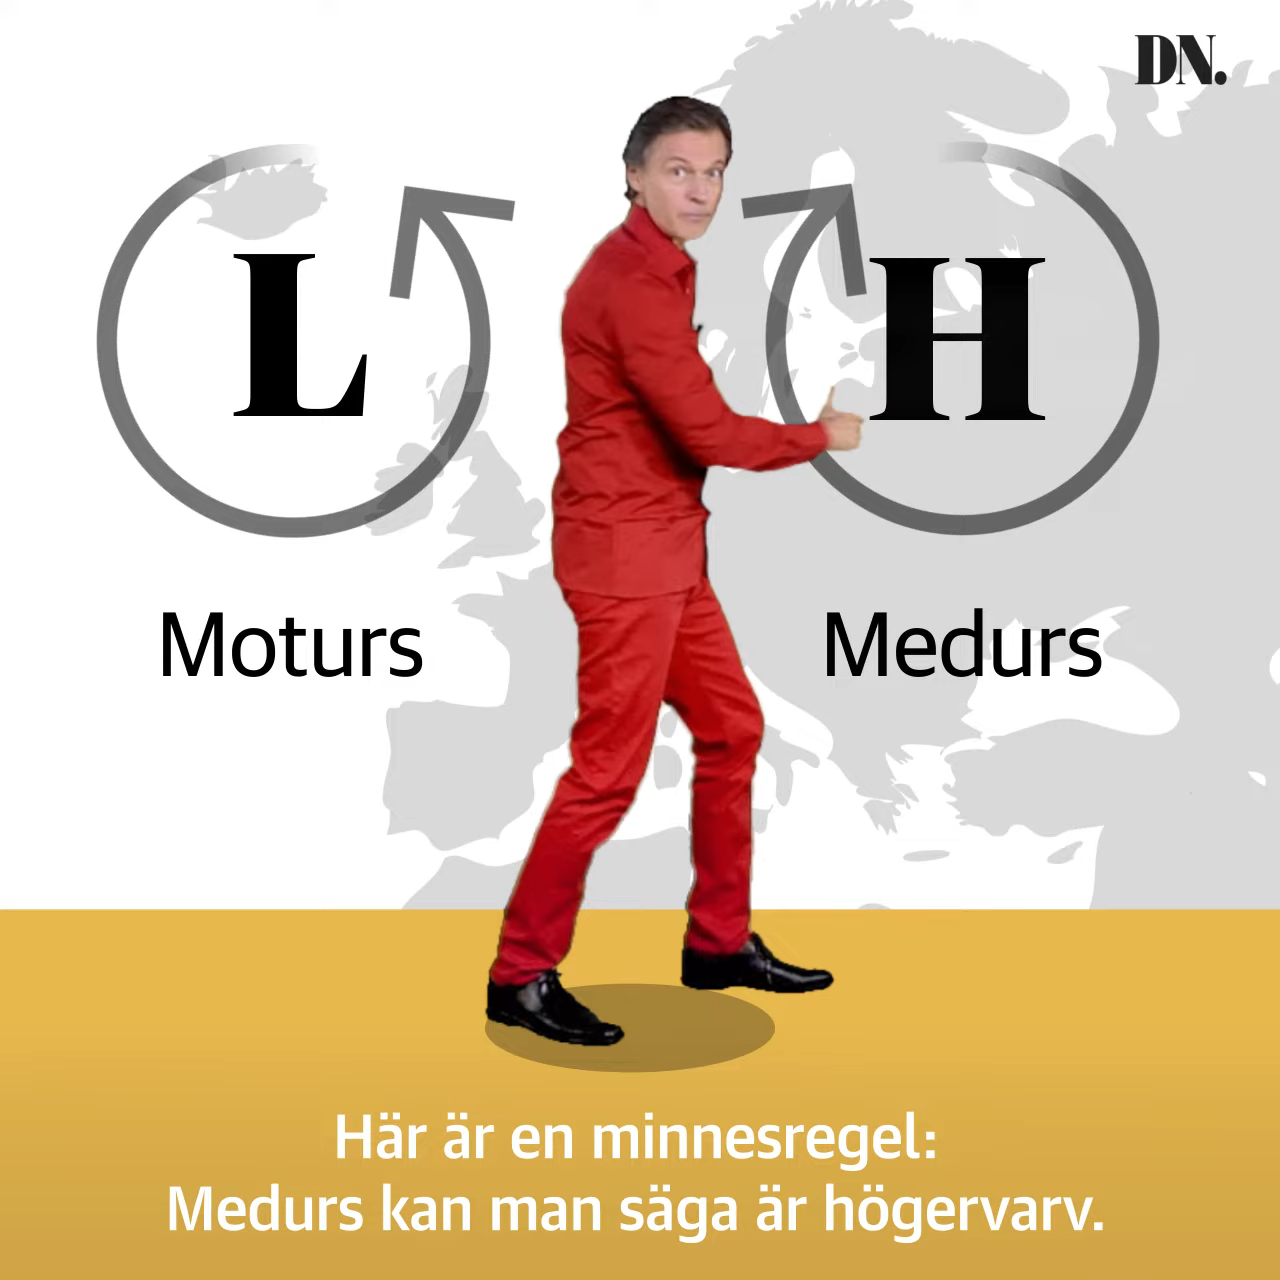 DN.
L
H
Moturs
Medurs
Här är en minnesregel:
Medurs kan man säga är högervarv.